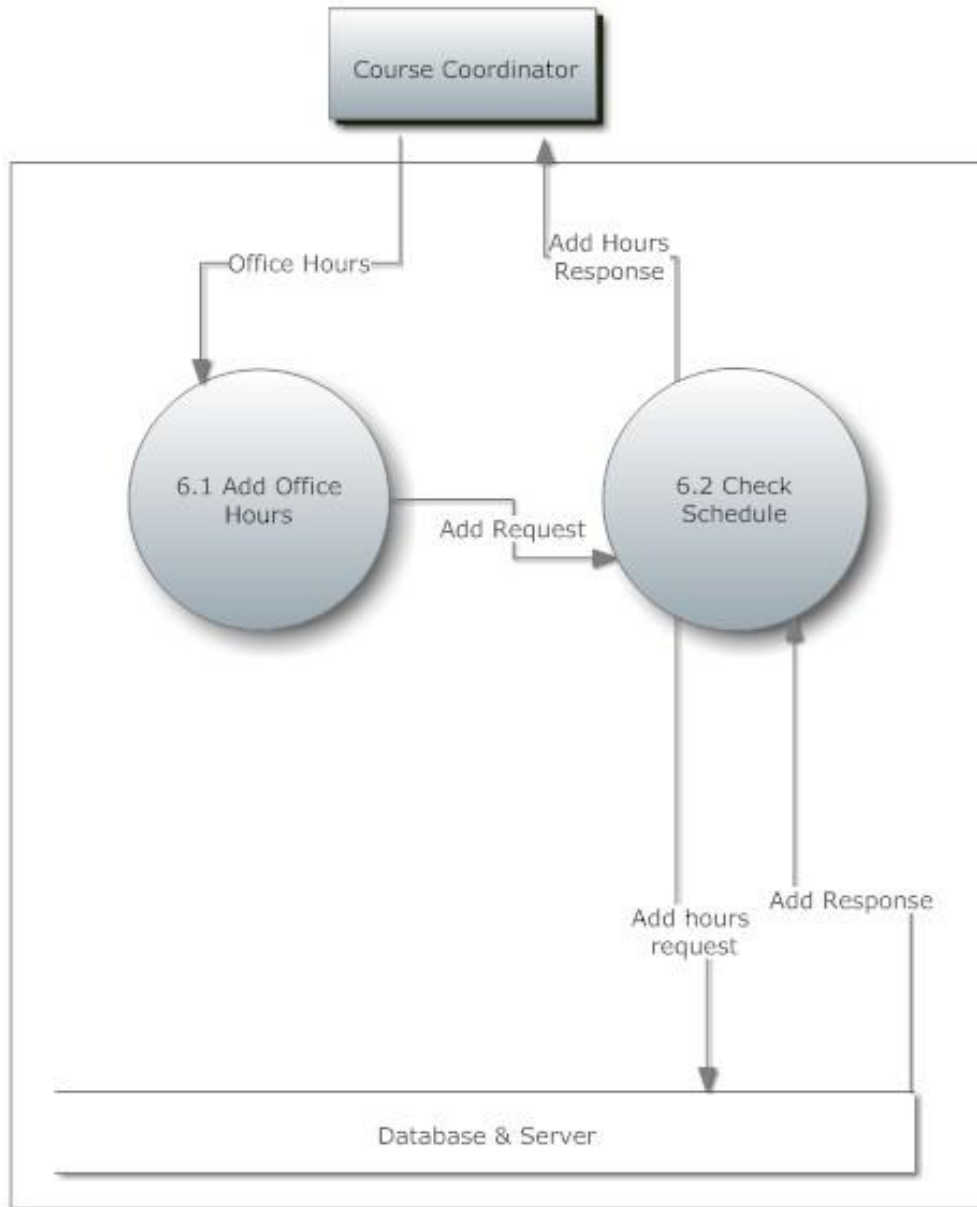 Course Coordinator
Office Hours
Add Hours
Response
6.1 Add Office
Hours
Add Request
6.2 Check
Schedule
Add hours
request
Add Response
Database & Server